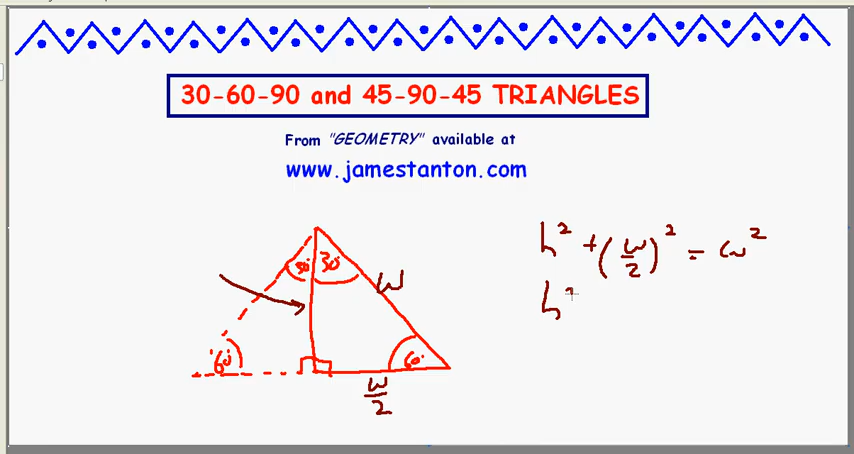 30-60-90 and 45-90-45 TRIANGLES
From "GEOMETRY" available at
www.jamestanton.com
h² + (w/2)² = w²
h²
30° 30°
w
60° 60°
w/2